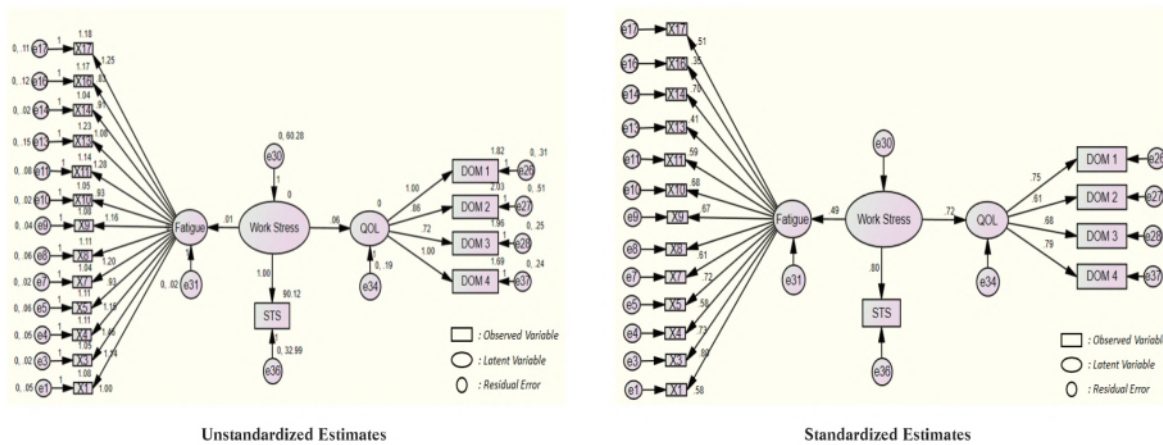 1.18
0, .11
e17
1
X17
1.25
1.17
0, .12
e16
1
X16
.83
1.04
0, .02
e14
1
X14
.91
1.23
0, .15
e13
1
X13
1.08
1.14
0, .08
e11
1
X11
1.28
1.05
0, .02
e10
1
X10
.93
1.08
0, .04
e9
1
X9
1.16
1.11
0, .06
e8
1
X8
1.20
1.04
0, .02
e7
1
X7
.93
1.11
0, .06
e5
1
X5
1.15
1.11
0, .05
e4
1
X4
1.46
1.05
0, .02
e3
1
X3
1.14
1.08
0, .05
e1
1
X1
1.00
Fatigue
0, .02
e31
.01
0, 60.28
e30
1
0
Work Stress
1.00
90.12
STS
1
0, 32.99
e36
.06
0
QOL
1
0, .19
e34
1.00
.86
.72
1.00
1.82
DOM 1
1
0, .31
e26
2.03
DOM 2
1
0, .51
e27
1.96
DOM 3
1
0, .25
e28
1.69
DOM 4
1
0, .24
e37
: Observed Variable
: Latent Variable
: Residual Error
Unstandardized Estimates
e17
X17
.51
e16
X16
.35
e14
X14
.70
e13
X13
.41
e11
X11
.59
e10
X10
.68
e9
X9
.67
e8
X8
.61
e7
X7
.72
e5
X5
.58
e4
X4
.73
e3
X3
.80
e1
X1
.58
Fatigue
e31
.49
e30
Work Stress
.80
STS
e36
.72
QOL
e34
.75
.61
.68
.79
DOM 1
e26
DOM 2
e27
DOM 3
e28
DOM 4
e37
: Observed Variable
: Latent Variable
: Residual Error
Standardized Estimates